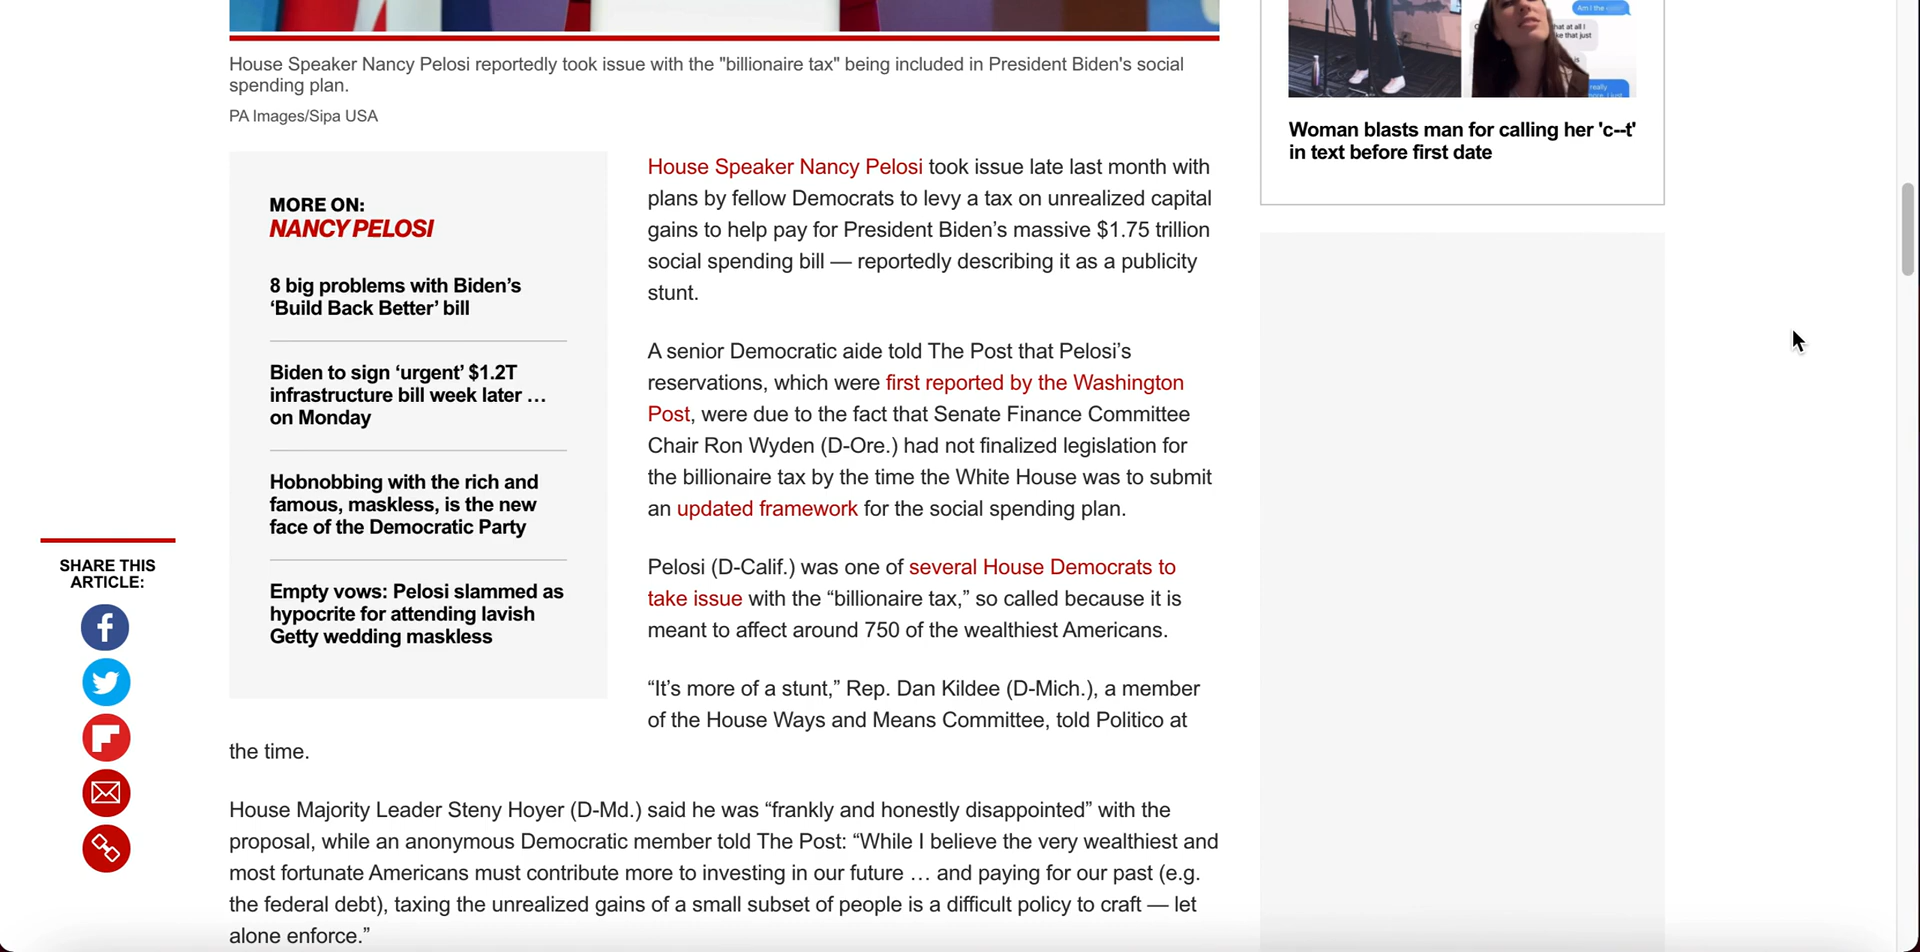 House Speaker Nancy Pelosi reportedly took issue with the "billionaire tax" being included in President Biden's social
spending plan.
PA Images/Sipa USA
MORE ON:
NANCY PELOSI
8 big problems with Biden’s
‘Build Back Better’ bill
Biden to sign ‘urgent’ $1.2T
infrastructure bill week later …
on Monday
Hobnobbing with the rich and
famous, maskless, is the new
face of the Democratic Party
Empty vows: Pelosi slammed as
hypocrite for attending lavish
Getty wedding maskless
House Speaker Nancy Pelosi took issue late last month with
plans by fellow Democrats to levy a tax on unrealized capital
gains to help pay for President Biden’s massive $1.75 trillion
social spending bill — reportedly describing it as a publicity
stunt.
A senior Democratic aide told The Post that Pelosi’s
reservations, which were first reported by the Washington
Post, were due to the fact that Senate Finance Committee
Chair Ron Wyden (D-Ore.) had not finalized legislation for
the billionaire tax by the time the White House was to submit
an updated framework for the social spending plan.
Pelosi (D-Calif.) was one of several House Democrats to
take issue with the “billionaire tax,” so called because it is
meant to affect around 750 of the wealthiest Americans.
“It’s more of a stunt,” Rep. Dan Kildee (D-Mich.), a member
of the House Ways and Means Committee, told Politico at
the time.
House Majority Leader Steny Hoyer (D-Md.) said he was “frankly and honestly disappointed” with the
proposal, while an anonymous Democratic member told The Post: “While I believe the very wealthiest and
most fortunate Americans must contribute more to investing in our future … and paying for our past (e.g.
the federal debt), taxing the unrealized gains of a small subset of people is a difficult policy to craft — let
alone enforce.”
SHARE THIS
ARTICLE:
Am I the
hat at all I
ke that just
is
really
Woman blasts man for calling her 'c--t'
in text before first date